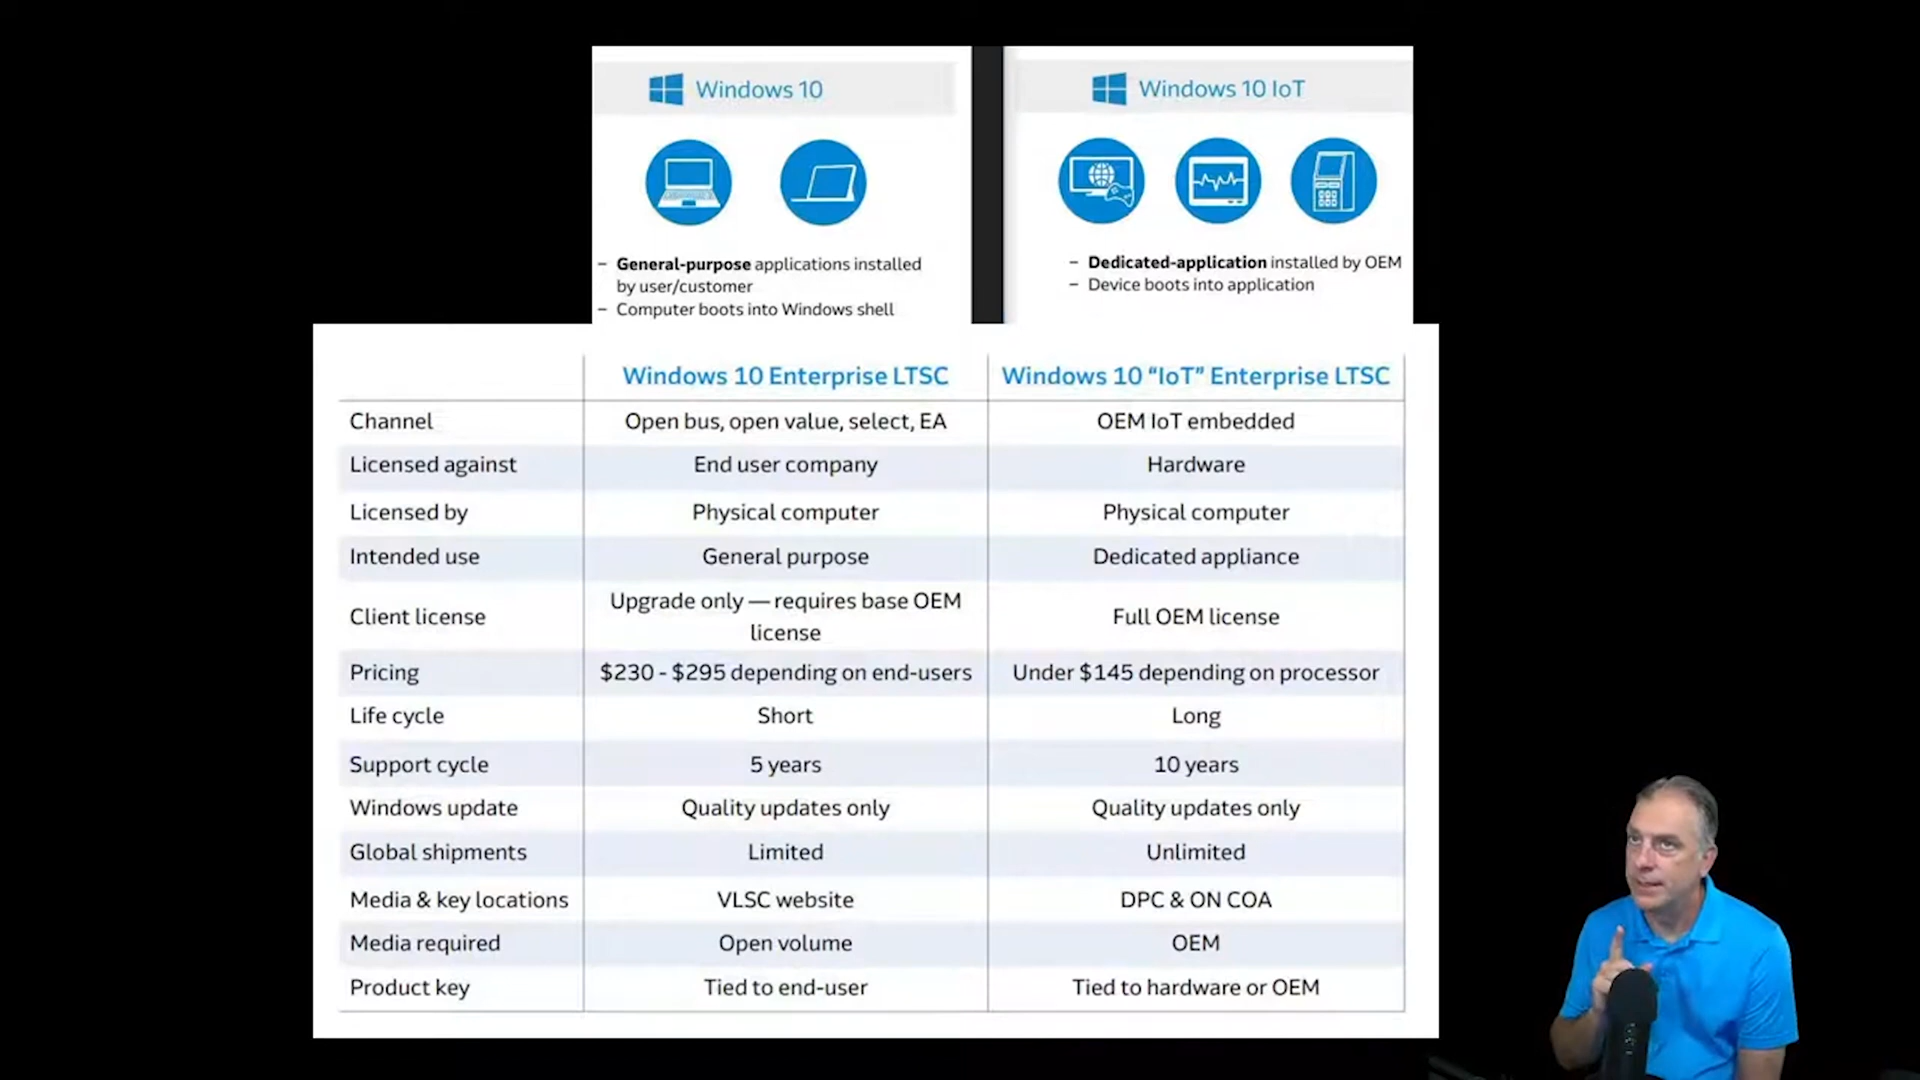 Windows 10
General-purpose applications installed
by user/customer
Computer boots into Windows shell
Windows 10 IoT
Dedicated-application installed by OEM
Device boots into application
Windows 10 Enterprise LTSC Windows 10 “IoT” Enterprise LTSC
Channel Open bus, open value, select, EA OEM IoT embedded
Licensed against End user company Hardware
Licensed by Physical computer Physical computer
Intended use General purpose Dedicated appliance
Client license Upgrade only — requires base OEM license Full OEM license
Pricing $230 - $295 depending on end-users Under $145 depending on processor
Life cycle Short Long
Support cycle 5 years 10 years
Windows update Quality updates only Quality updates only
Global shipments Limited Unlimited
Media & key locations VLSC website DPC & ON COA
Media required Open volume OEM
Product key Tied to end-user Tied to hardware or OEM